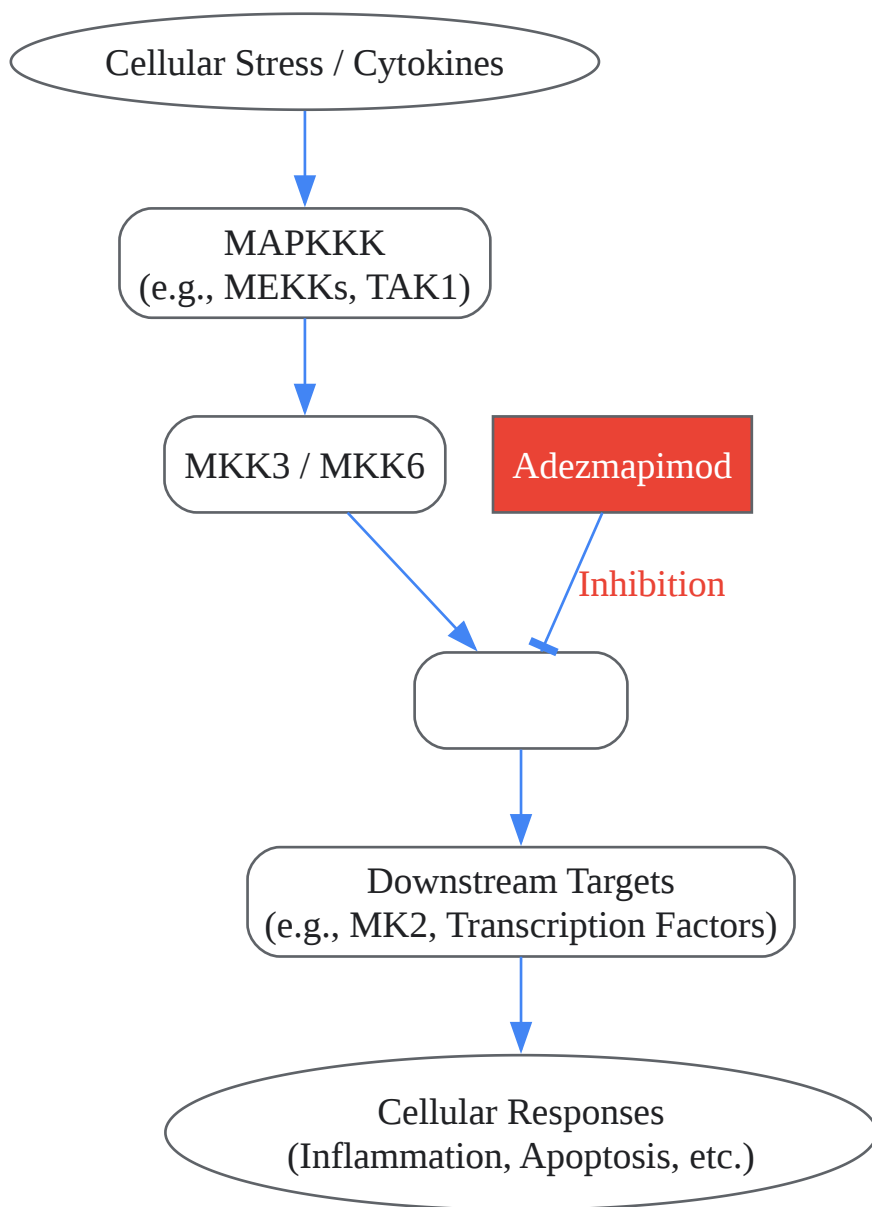 Cellular Stress / Cytokines
MAPKKK
(e.g., MEKKs, TAK1)
MKK3 / MKK6
Adezmapimod
Inhibition
Downstream Targets
(e.g., MK2, Transcription Factors)
Cellular Responses
(Inflammation, Apoptosis, etc.)